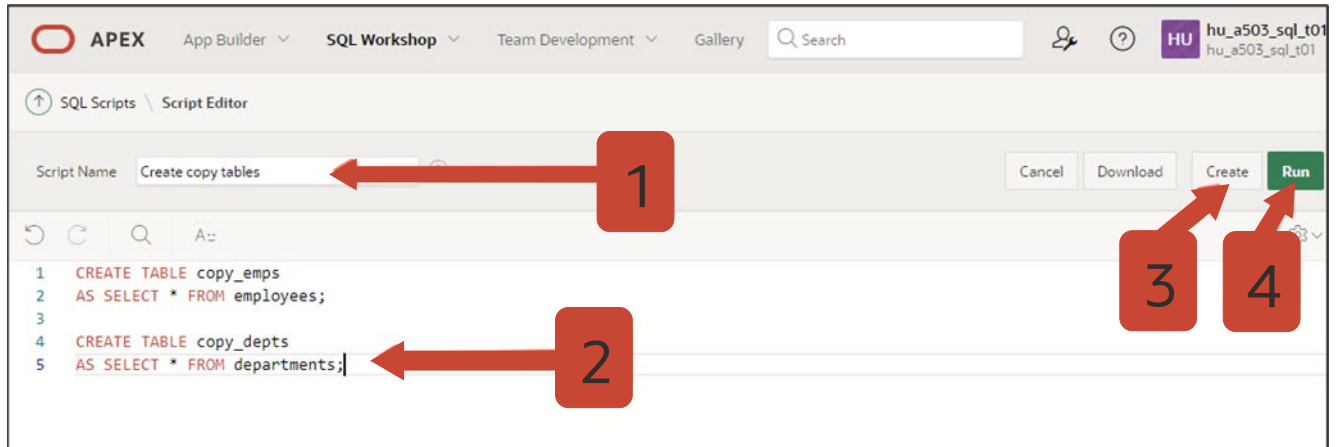 APEX App Builder SQL Workshop Team Development Gallery Search HU hu_a503_sql_t01
hu_a503_sql_t01
SQL Scripts \ Script Editor
Script Name Create copy tables 1 Cancel Download Create Run
A::
1 CREATE TABLE copy_emps
2 AS SELECT * FROM employees;
3
4 CREATE TABLE copy_depts
5 AS SELECT * FROM departments;
2
3 4